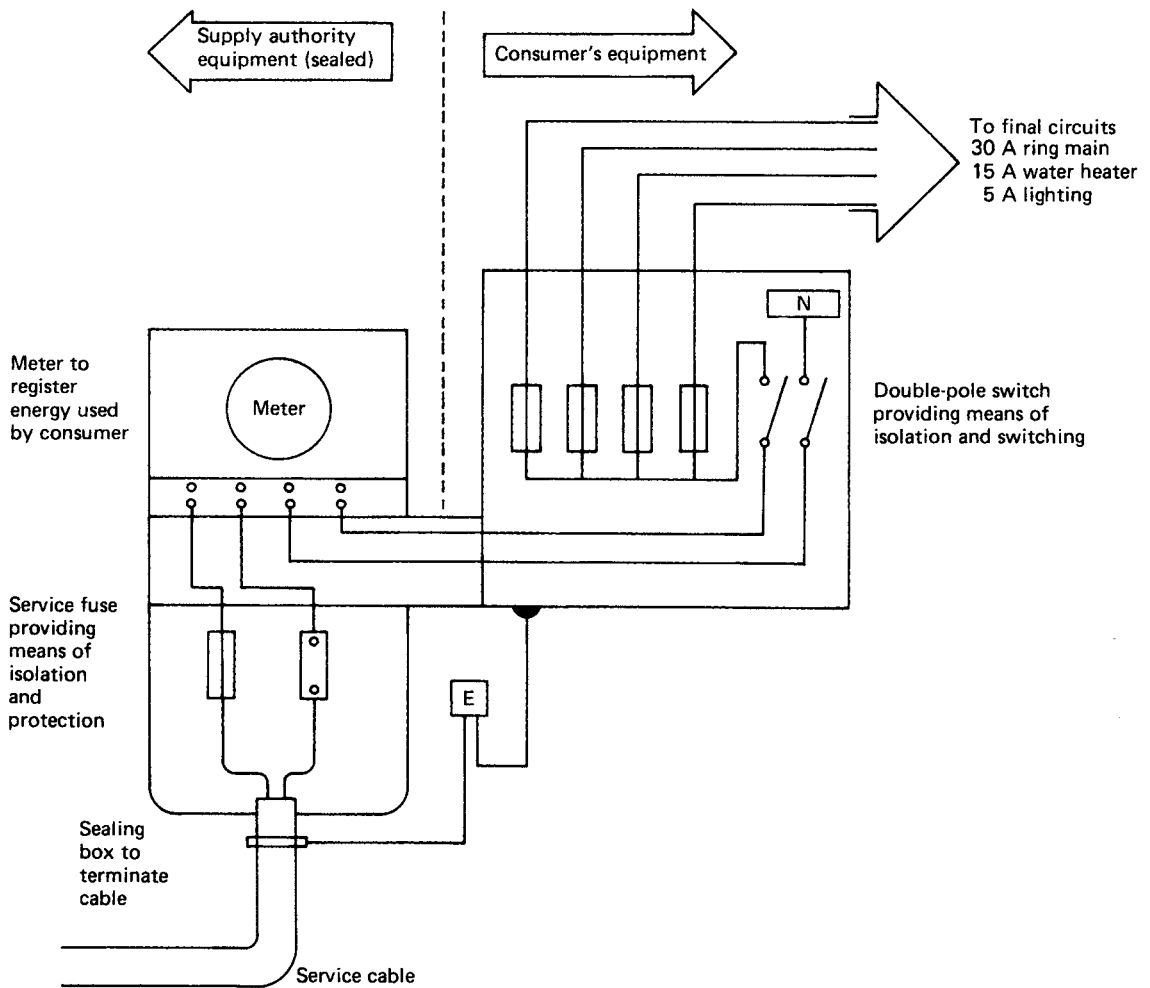 Supply authority
equipment (sealed)
Consumer's equipment
To final circuits
30 A ring main
15 A water heater
5 A lighting
N
Meter to
register
energy used
by consumer
Meter
Double-pole switch
providing means of
isolation and switching
Service fuse
providing
means of
isolation
and
protection
E
Sealing
box to
terminate
cable
Service cable